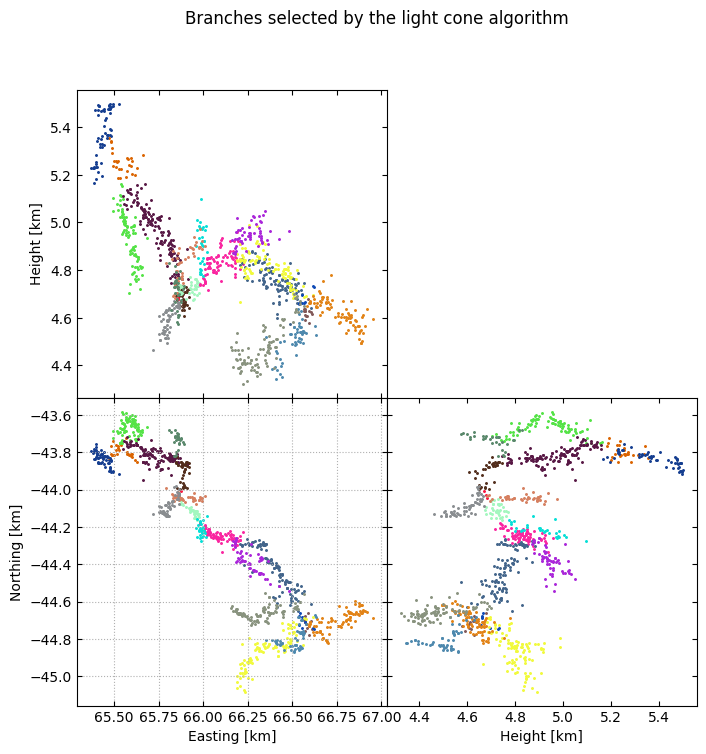 Branches selected by the light cone algorithm
5.4
5.2
5.0
4.8
4.6
4.4
Height [km]
−43.6
−43.8
−44.0
−44.2
−44.4
−44.6
−44.8
−45.0
Northing [km]
65.50 65.75 66.00 66.25 66.50 66.75 67.00
Easting [km]
4.4 4.6 4.8 5.0 5.2 5.4
Height [km]